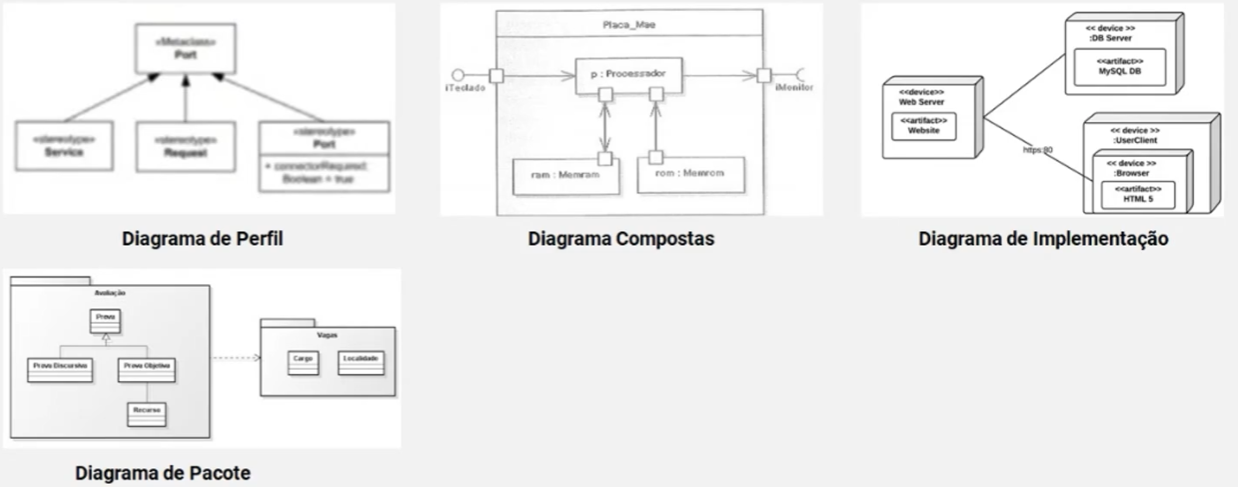 «Metaclass»
Port
«stereotype»
Service
«stereotype»
Request
«stereotype»
Port
Boolean = true
Diagrama de Perfil
Placa_Mae
iTeclado
p : Processador
iMonitor
ram : Memram
rom : Memrom
Diagrama Compostas
<< device >>
:DB Server
<<artifact>>
MySQL DB
<<device>>
Web Server
<<artifact>>
Website
https:80
<< device >>
:UserClient
<< device >>
:Browser
<<artifact>>
HTML 5
Diagrama de Implementação
Avaliação
Prova
Prova Discursiva
Prova Objetiva
Recurso
Vagas
Cargo
Localidade
Diagrama de Pacote